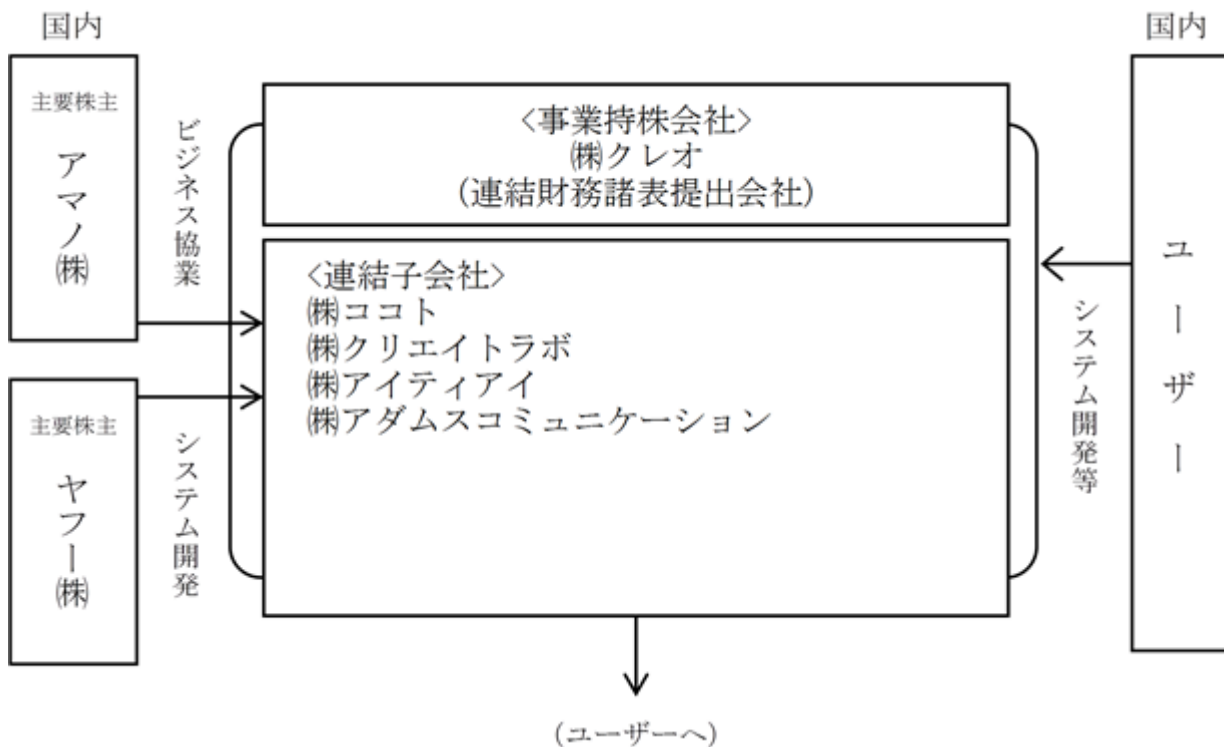 国内
主要株主
アマノ㈱
ビジネス協業
主要株主
ヤフー㈱
システム開発
<事業持株会社>
㈱クレオ
(連結財務諸表提出会社)
<連結子会社>
㈱ココト
㈱クリエイトラボ
㈱アイティアイ
㈱アダムスコミュニケーション
(ユーザーへ)
国内
ユーザー
システム開発等